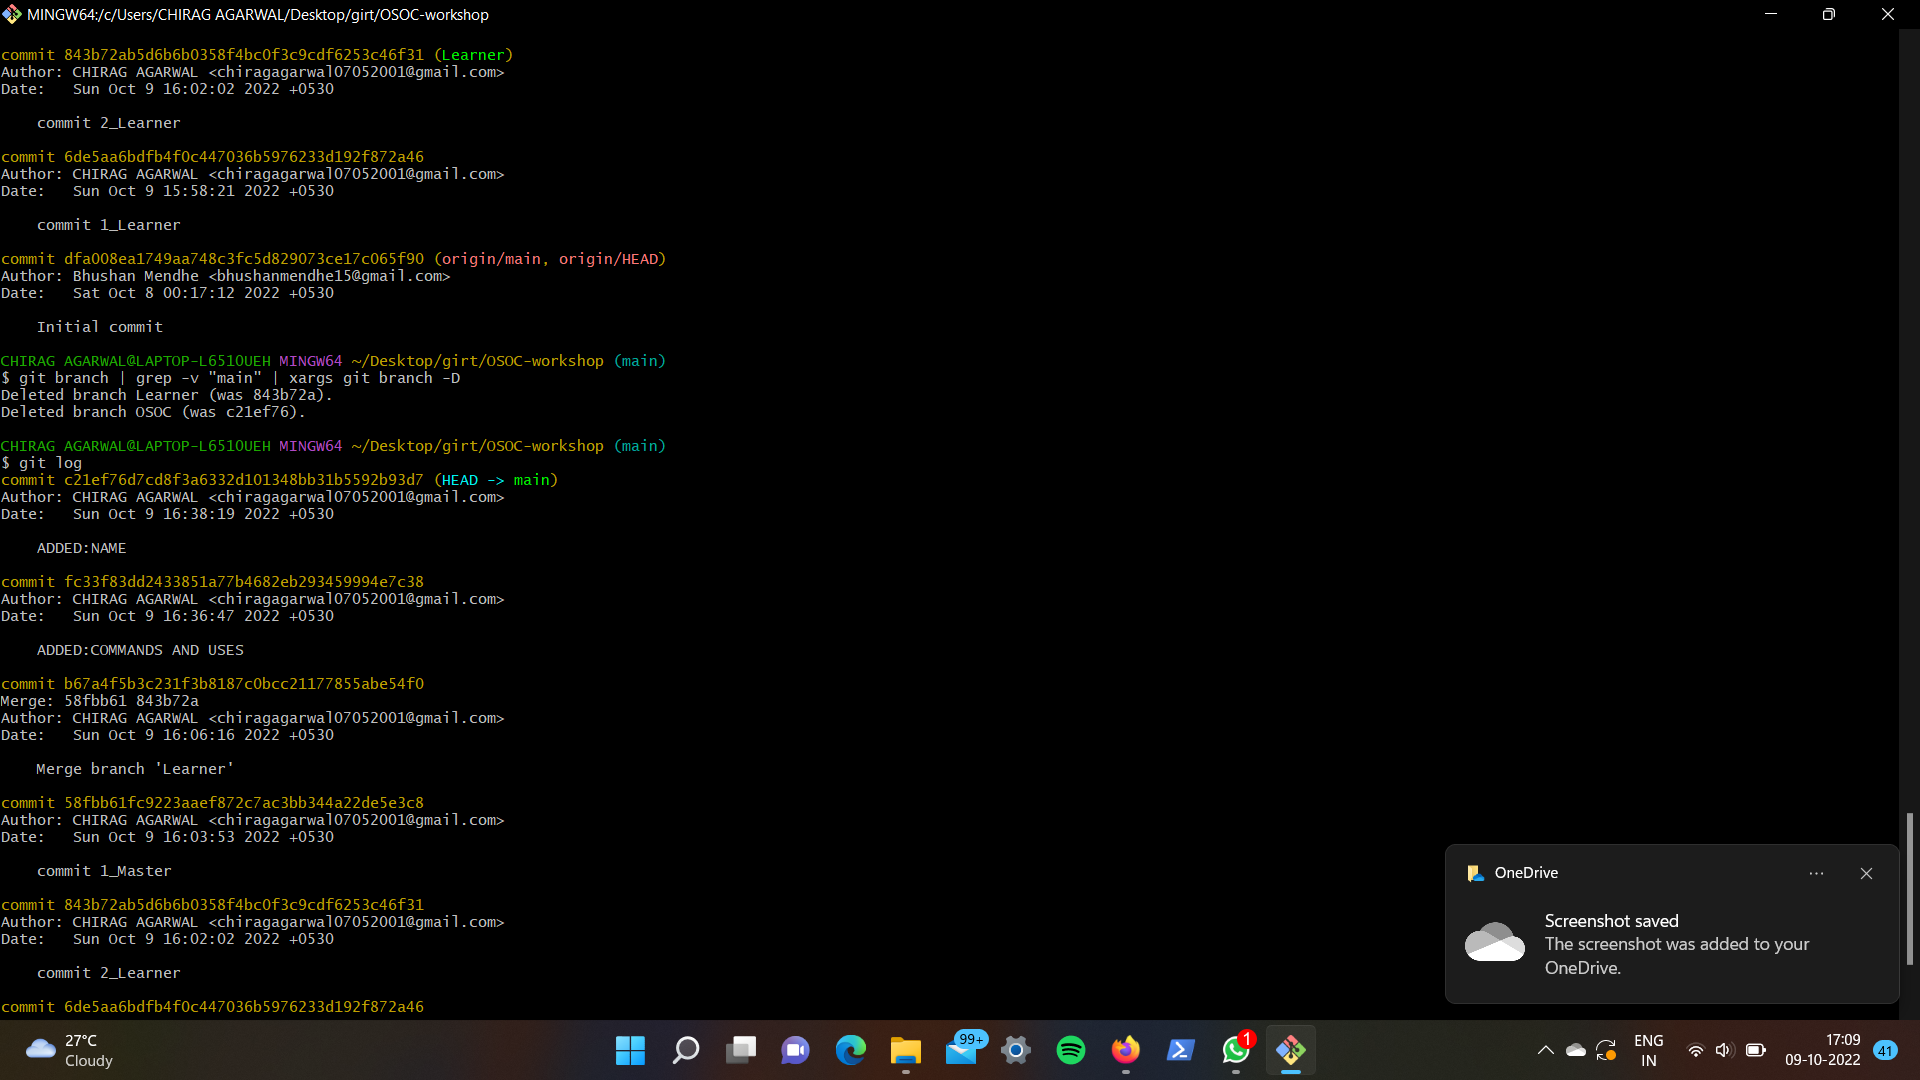 MINGW64:/c/Users/CHIRAG AGARWAL/Desktop/girt/OSOC-workshop
commit 843b72ab5d6b6b0358f4bc0f3c9cdf6253c46f31 (Learner)
Author: CHIRAG AGARWAL <chiragagarwal07052001@gmail.com>
Date:   Sun Oct 9 16:02:02 2022 +0530
commit 2_Learner
commit 6de5aa6bdfb4f0c447036b5976233d192f872a46
Author: CHIRAG AGARWAL <chiragagarwal07052001@gmail.com>
Date:   Sun Oct 9 15:58:21 2022 +0530
commit 1_Learner
commit dfa008ea1749aa748c3fc5d829073ce17c065f90 (origin/main, origin/HEAD)
Author: Bhushan Mendhe <bhushanmendhe15@gmail.com>
Date:   Sat Oct 8 00:17:12 2022 +0530
Initial commit
CHIRAG AGARWAL@LAPTOP-L651OUEH MINGW64 ~/Desktop/girt/OSOC-workshop (main)
$ git branch | grep -v "main" | xargs git branch -D
Deleted branch Learner (was 843b72a).
Deleted branch OSOC (was c21ef76).
CHIRAG AGARWAL@LAPTOP-L651OUEH MINGW64 ~/Desktop/girt/OSOC-workshop (main)
$ git log
commit c21ef76d7cd8f3a6332d101348bb31b5592b93d7 (HEAD -> main)
Author: CHIRAG AGARWAL <chiragagarwal07052001@gmail.com>
Date:   Sun Oct 9 16:38:19 2022 +0530
ADDED:NAME
commit fc33f83dd2433851a77b4682eb293459994e7c38
Author: CHIRAG AGARWAL <chiragagarwal07052001@gmail.com>
Date:   Sun Oct 9 16:36:47 2022 +0530
ADDED:COMMANDS AND USES
commit b67a4f5b3c231f3b8187c0bcc21177855abe54f0
Merge: 58fbb61 843b72a
Author: CHIRAG AGARWAL <chiragagarwal07052001@gmail.com>
Date:   Sun Oct 9 16:06:16 2022 +0530
Merge branch 'Learner'
commit 58fbb61fc9223aaef872c7ac3bb344a22de5e3c8
Author: CHIRAG AGARWAL <chiragagarwal07052001@gmail.com>
Date:   Sun Oct 9 16:03:53 2022 +0530
commit 1_Master
commit 843b72ab5d6b6b0358f4bc0f3c9cdf6253c46f31
Author: CHIRAG AGARWAL <chiragagarwal07052001@gmail.com>
Date:   Sun Oct 9 16:02:02 2022 +0530
commit 2_Learner
commit 6de5aa6bdfb4f0c447036b5976233d192f872a46
OneDrive
Screenshot saved
The screenshot was added to your
OneDrive.
27°C
Cloudy
99+
1
ENG
IN
17:09
09-10-2022
41